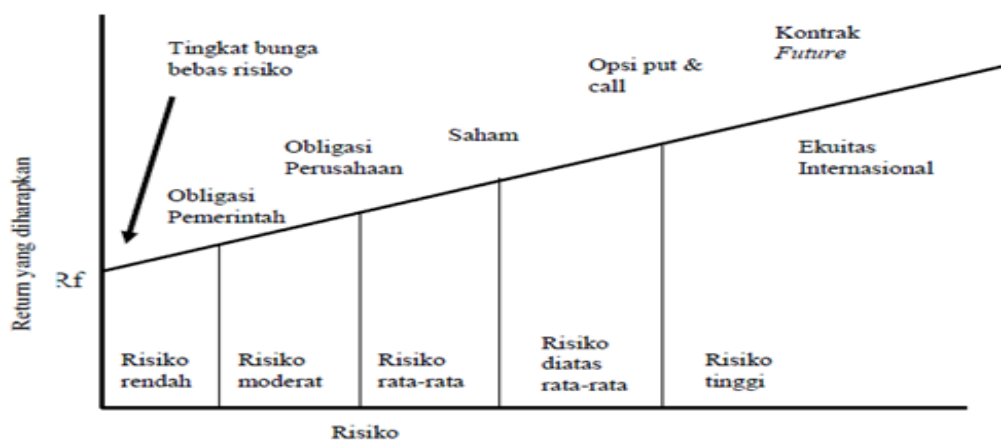 Tingkat bunga
bebas risiko
Kontrak
Future
Opsi put &
call
Saham
Obligasi
Perusahaan
Ekuitas
Internasional
Obligasi
Pemerintah
Return yang diharapkan
Rf
Risiko
rendah
Risiko
moderat
Risiko
rata-rata
Risiko
diatas
rata-rata
Risiko
tinggi
Risiko